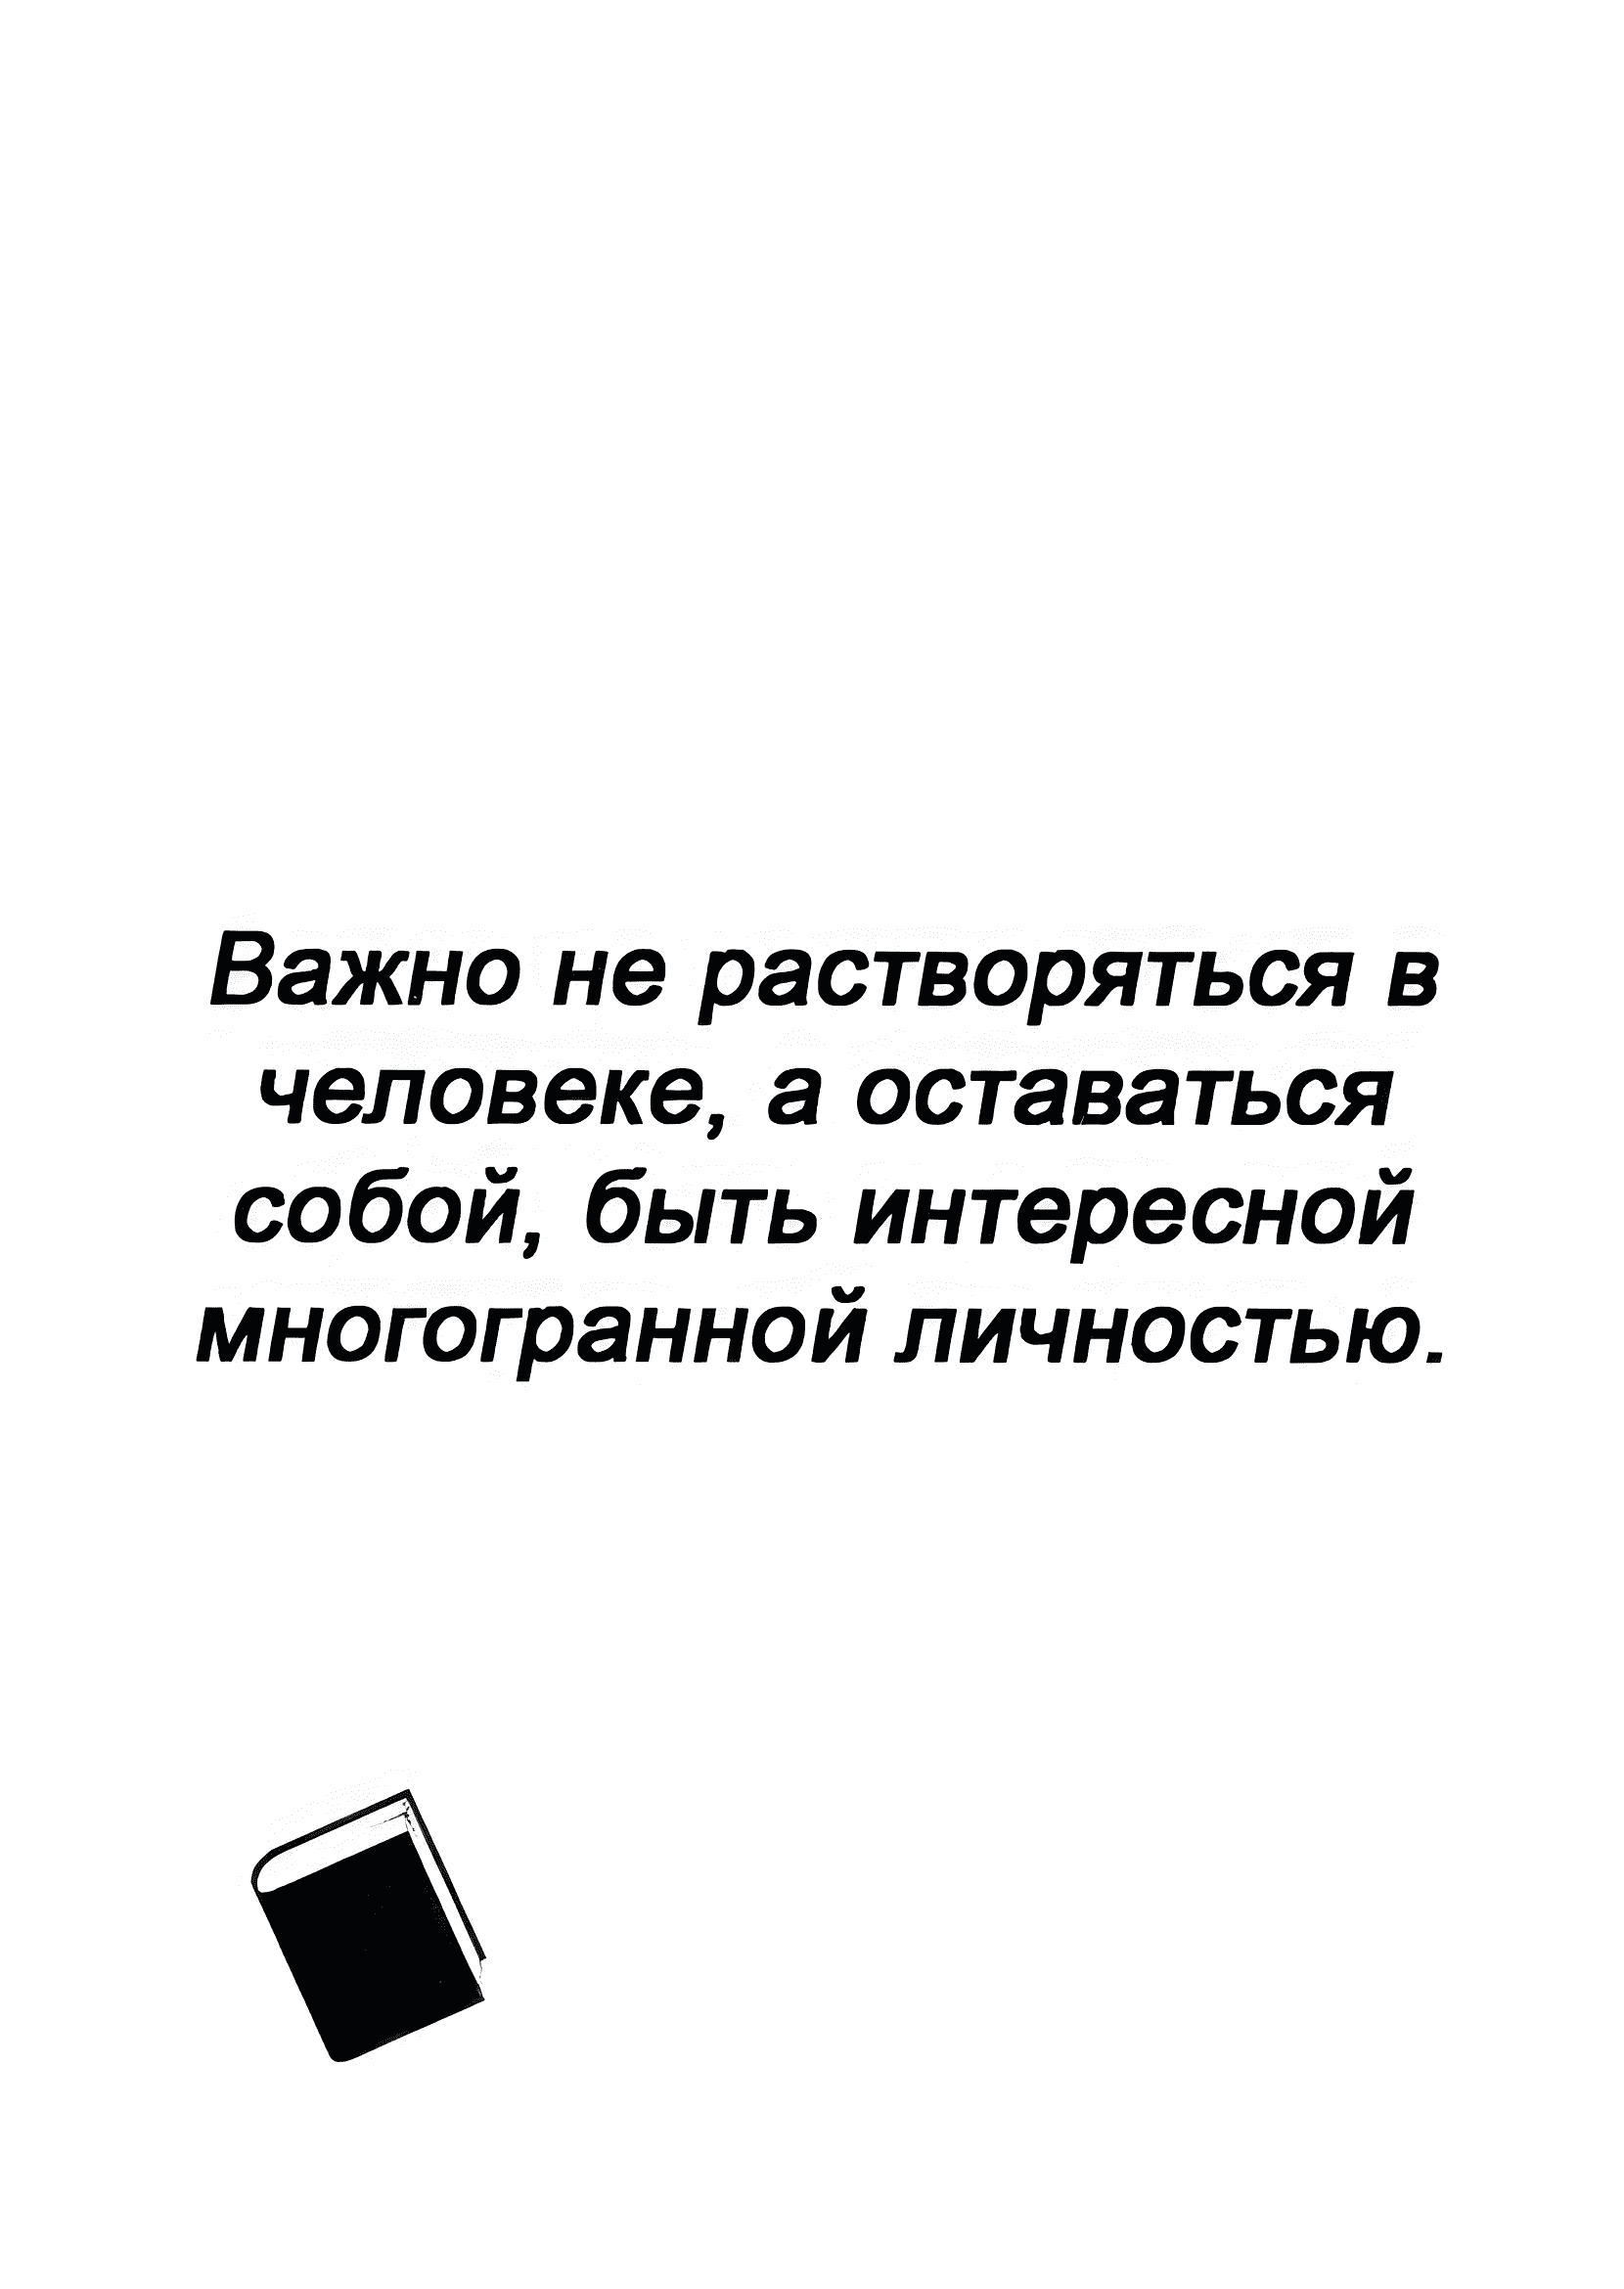 Важно не растворяться в
человеке, а оставаться
собой, быть интересной
многогранной личностью.